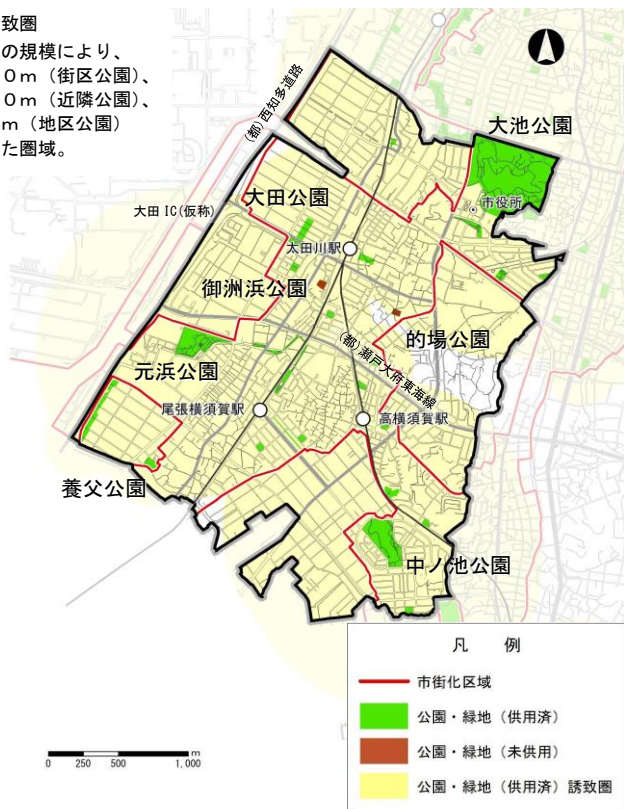 致圏
の規模により、
０ｍ（街区公園）、
０ｍ（近隣公園）、
ｍ（地区公園）
た圏域。
(都)西知多道路
大池公園
市役所
大田公園
大田 IC(仮称)
太田川駅
御洲浜公園
的場公園
(都)瀬戸大府東海線
元浜公園
尾張横須賀駅
高横須賀駅
養父公園
中ノ池公園
凡　例
市街化区域
公園・緑地（供用済）
公園・緑地（未供用）
公園・緑地（供用済）誘致圏
m
0 250 500 1,000